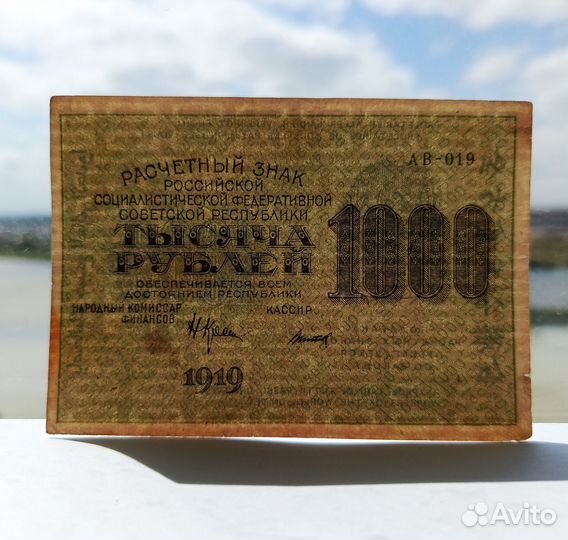 АВ-019
РАСЧЕТНЫЙ ЗНАК
РОССИЙСКОЙ
СОЦИАЛИСТИЧЕСКОЙ ФЕДЕРАТИВНОЙ
СОВЕТСКОЙ РЕСПУБЛИКИ
ТЫСЯЧА
РУБЛЕЙ
1000
ОБЕСПЕЧИВАЕТСЯ ВСЕМ
ДОСТОЯНИЕМ РЕСПУБЛИКИ
НАРОДНЫЙ КОМИССАР
ФИНАНСОВ
КАССИР
1919
Avito